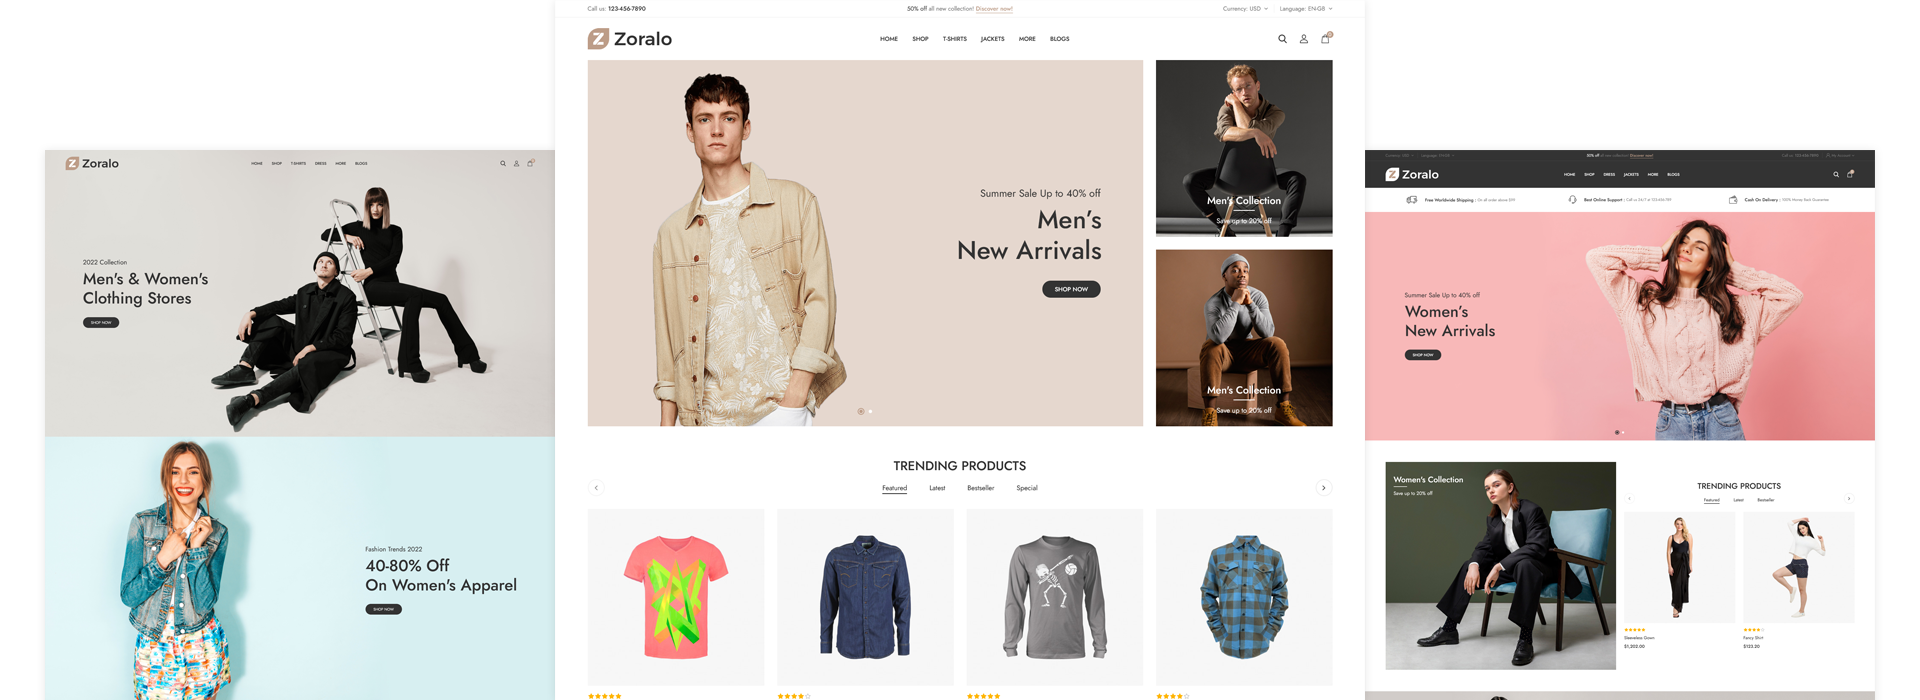 Call us: 123-456-7890
50% off all new collection! Discover now!
Currency: USD
Language: EN-GB
Zoralo
HOME SHOP T-SHIRTS JACKETS MORE BLOGS
0
Summer Sale Up to 40% off
Men's
New Arrivals
SHOP NOW
Men's Collection
Save up to 20% off
Men's Collection
Save up to 20% off
TRENDING PRODUCTS
Featured Latest Bestseller Special
Zoralo
HOME SHOP T-SHIRTS DRESS MORE BLOGS
2022 Collection
Men's & Women's
Clothing Stores
SHOP NOW
Fashion Trends 2022
40-80% Off
On Women's Apparel
SHOP NOW
Currency: USD
Language: EN-GB
50% off all new collection! Discover now!
Call us: 123-456-7890
My Account
Zoralo
HOME SHOP DRESS JACKETS MORE BLOGS
Free Worldwide Shipping | On all order above $99
Best Online Support | Call us 24/7 at 123-456-789
Cash On Delivery | 100% Money Back Guarantee
Summer Sale Up to 40% off
Women's
New Arrivals
SHOP NOW
Women's Collection
Save up to 20% off
TRENDING PRODUCTS
Featured Latest Bestseller
Sleeveless Gown
$1,202.00
Fancy Shirt
$123.20